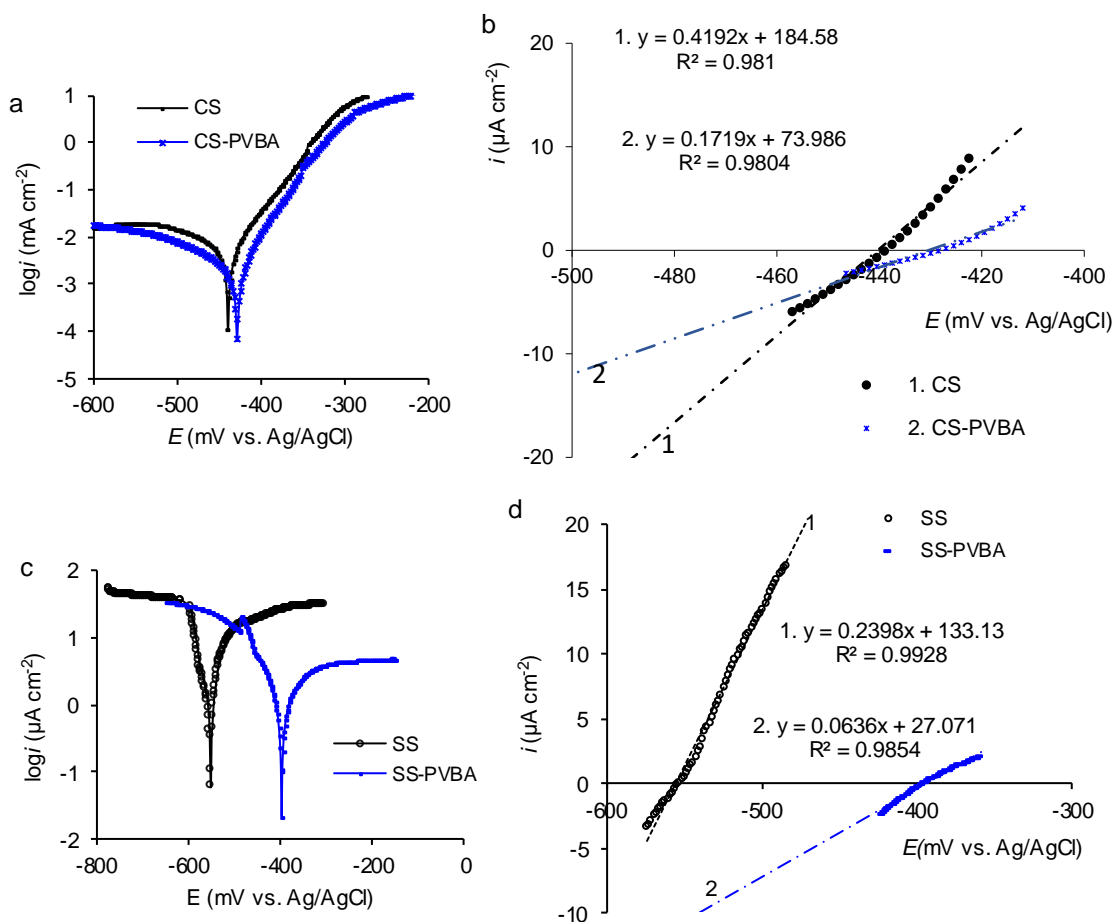 a
CS
CS-PVBA
logi (mA cm-2)
1
0
-1
-2
-3
-4
-5
-600
-500
-400
-300
-200
E (mV vs. Ag/AgCl)
b
1. y = 0.4192x + 184.58
R² = 0.981
2. y = 0.1719x + 73.986
R² = 0.9804
i (µA cm-2)
20
10
0
-10
-20
-500
-480
-460
-440
-420
-400
E (mV vs. Ag/AgCl)
2
1
1. CS
2. CS-PVBA
c
logi (µA cm-2)
2
1
0
-1
-2
SS
SS-PVBA
-800
-600
-400
-200
0
E (mV vs. Ag/AgCl)
d
SS
SS-PVBA
1
1. y = 0.2398x + 133.13
R² = 0.9928
2. y = 0.0636x + 27.071
R² = 0.9854
i (µA cm-2)
20
15
10
5
0
-5
-10
-600
-500
-400
-300
E(mV vs. Ag/AgCl)
2